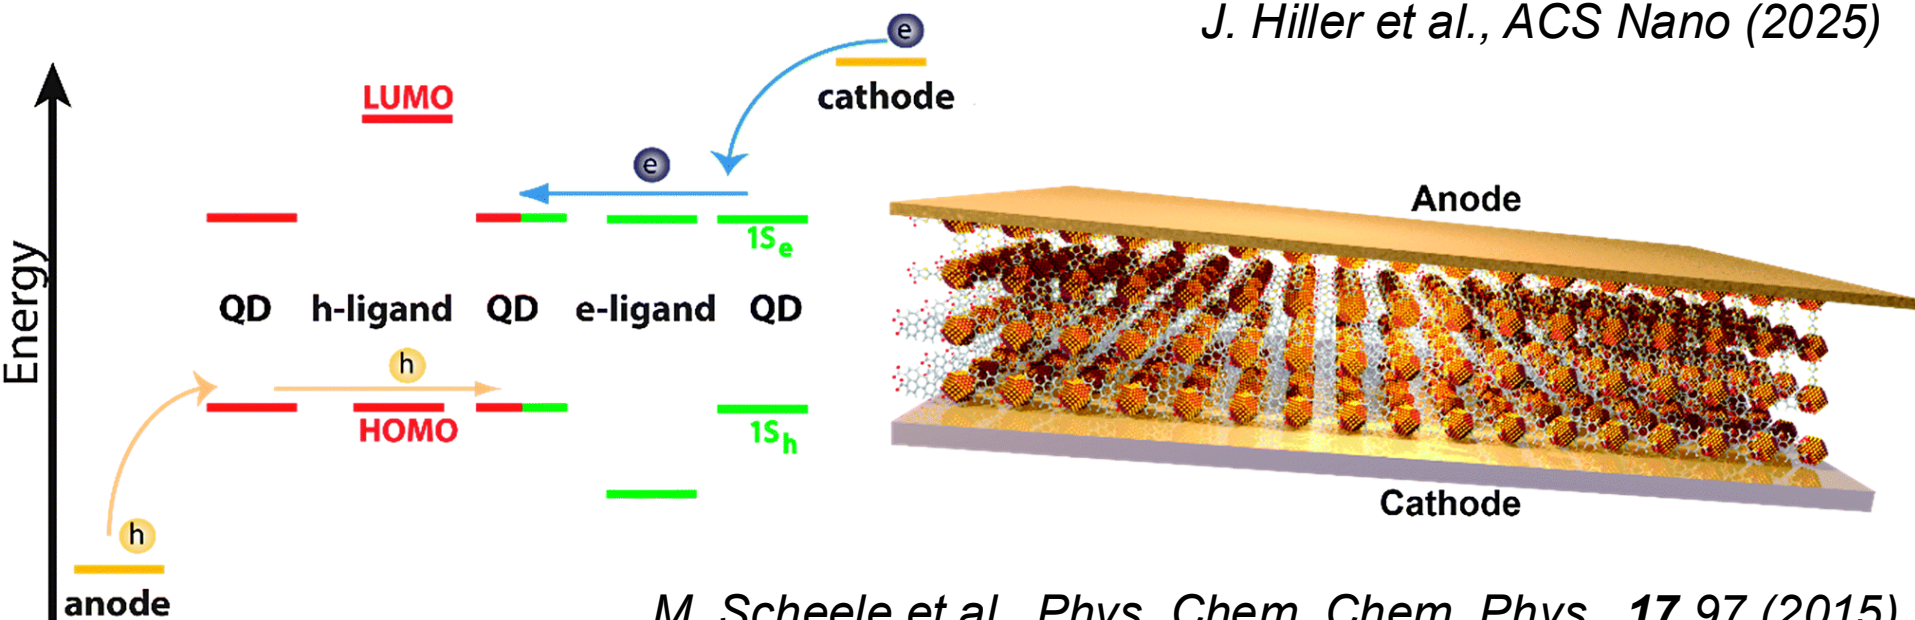 J. Hiller et al., ACS Nano (2025)
e
cathode
LUMO
e
Anode
1Se
Energy
QD h-ligand QD e-ligand QD
h
HOMO
1Sh
h
Cathode
anode
M. Scheele et al., Phys. Chem. Chem. Phys., 17 97 (2015)